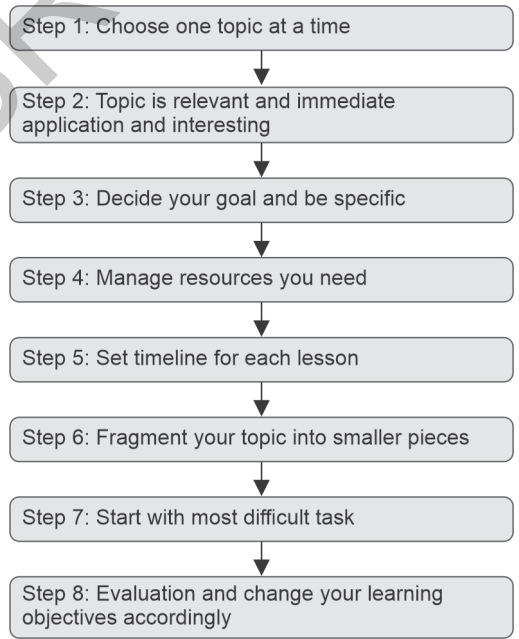 Step 1: Choose one topic at a time
Step 2: Topic is relevant and immediate
application and interesting
Step 3: Decide your goal and be specific
Step 4: Manage resources you need
Step 5: Set timeline for each lesson
Step 6: Fragment your topic into smaller pieces
Step 7: Start with most difficult task
Step 8: Evaluation and change your learning
objectives accordingly